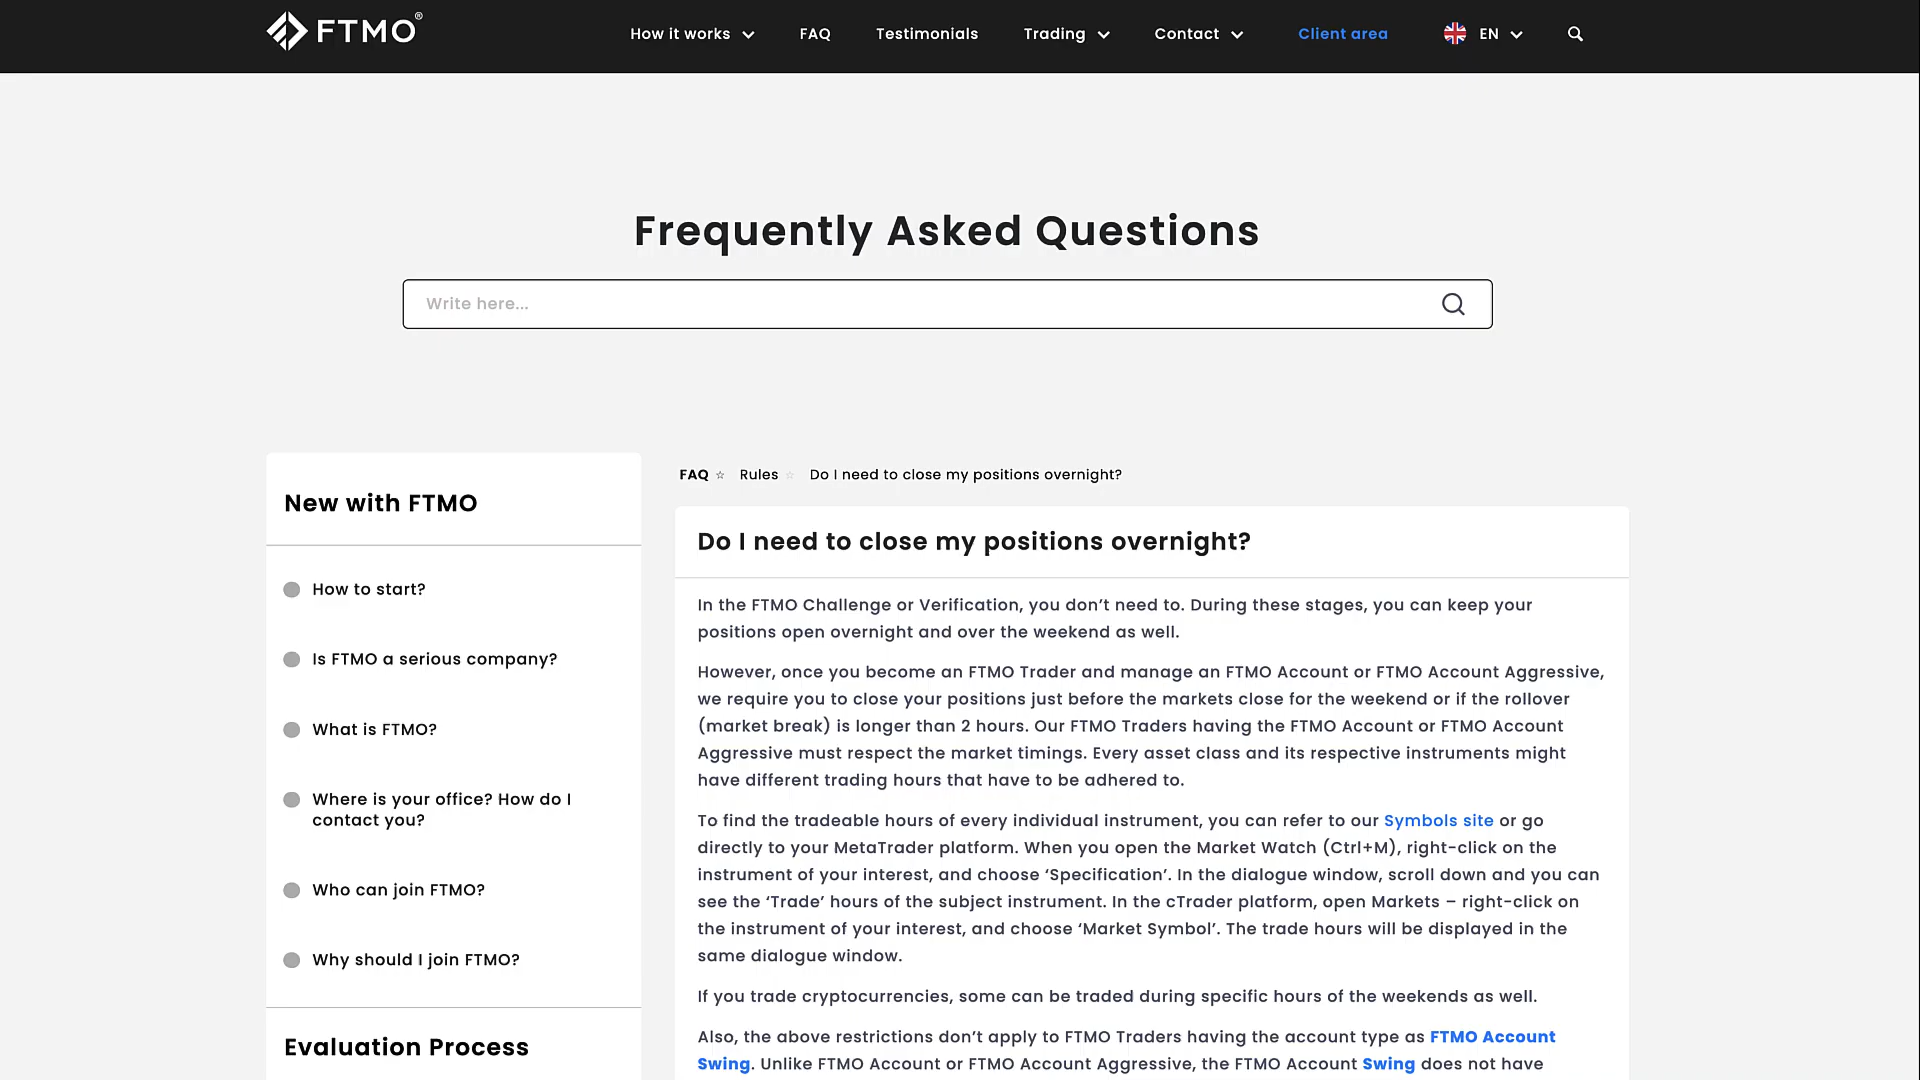 FTMO®
How it works
FAQ
Testimonials
Trading
Contact
Client area
EN
Frequently Asked Questions
Write here...
New with FTMO
How to start?
Is FTMO a serious company?
What is FTMO?
Where is your office? How do I
contact you?
Who can join FTMO?
Why should I join FTMO?
Evaluation Process
FAQ ☆ Rules ☆ Do I need to close my positions overnight?
Do I need to close my positions overnight?
In the FTMO Challenge or Verification, you don’t need to. During these stages, you can keep your
positions open overnight and over the weekend as well.
However, once you become an FTMO Trader and manage an FTMO Account or FTMO Account Aggressive,
we require you to close your positions just before the markets close for the weekend or if the rollover
(market break) is longer than 2 hours. Our FTMO Traders having the FTMO Account or FTMO Account
Aggressive must respect the market timings. Every asset class and its respective instruments might
have different trading hours that have to be adhered to.
To find the tradeable hours of every individual instrument, you can refer to our Symbols site or go
directly to your MetaTrader platform. When you open the Market Watch (Ctrl+M), right-click on the
instrument of your interest, and choose ‘Specification’. In the dialogue window, scroll down and you can
see the ‘Trade’ hours of the subject instrument. In the cTrader platform, open Markets – right-click on
the instrument of your interest, and choose ‘Market Symbol’. The trade hours will be displayed in the
same dialogue window.
If you trade cryptocurrencies, some can be traded during specific hours of the weekends as well.
Also, the above restrictions don’t apply to FTMO Traders having the account type as FTMO Account
Swing. Unlike FTMO Account or FTMO Account Aggressive, the FTMO Account Swing does not have